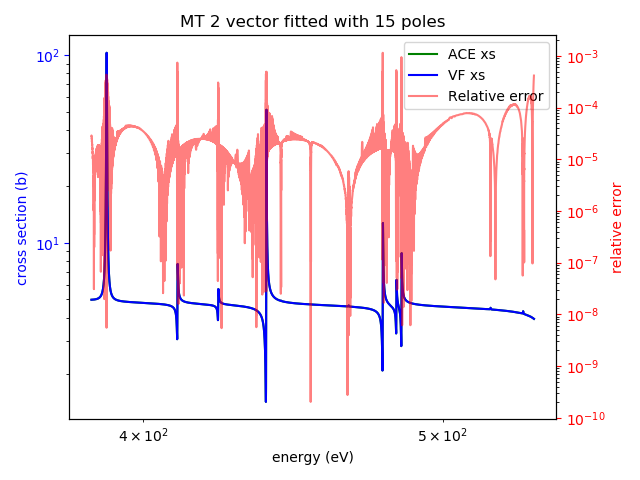 MT 2 vector fitted with 15 poles
ACE xs
VF xs
Relative error
cross section (b)
10²
10¹
relative error
10⁻³
10⁻⁴
10⁻⁵
10⁻⁶
10⁻⁷
10⁻⁸
10⁻⁹
10⁻¹⁰
4 × 10²
5 × 10²
energy (eV)